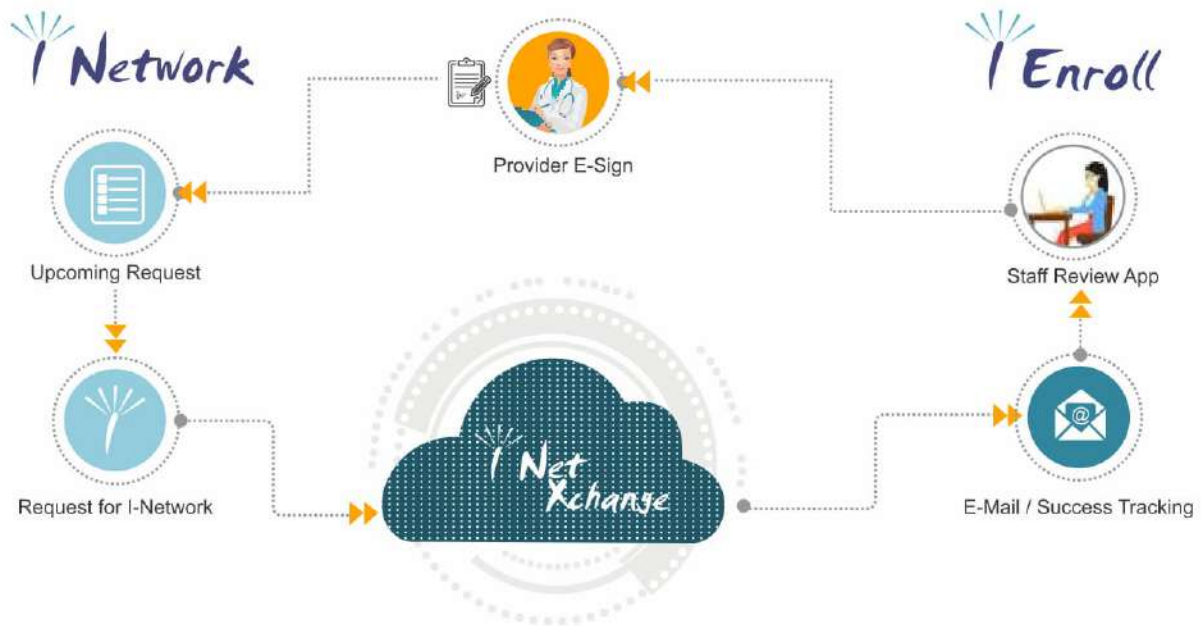 I Network
I Enroll
Provider E-Sign
Upcoming Request
Staff Review App
I Net
Xchange
@
Request for I-Network
E-Mail / Success Tracking